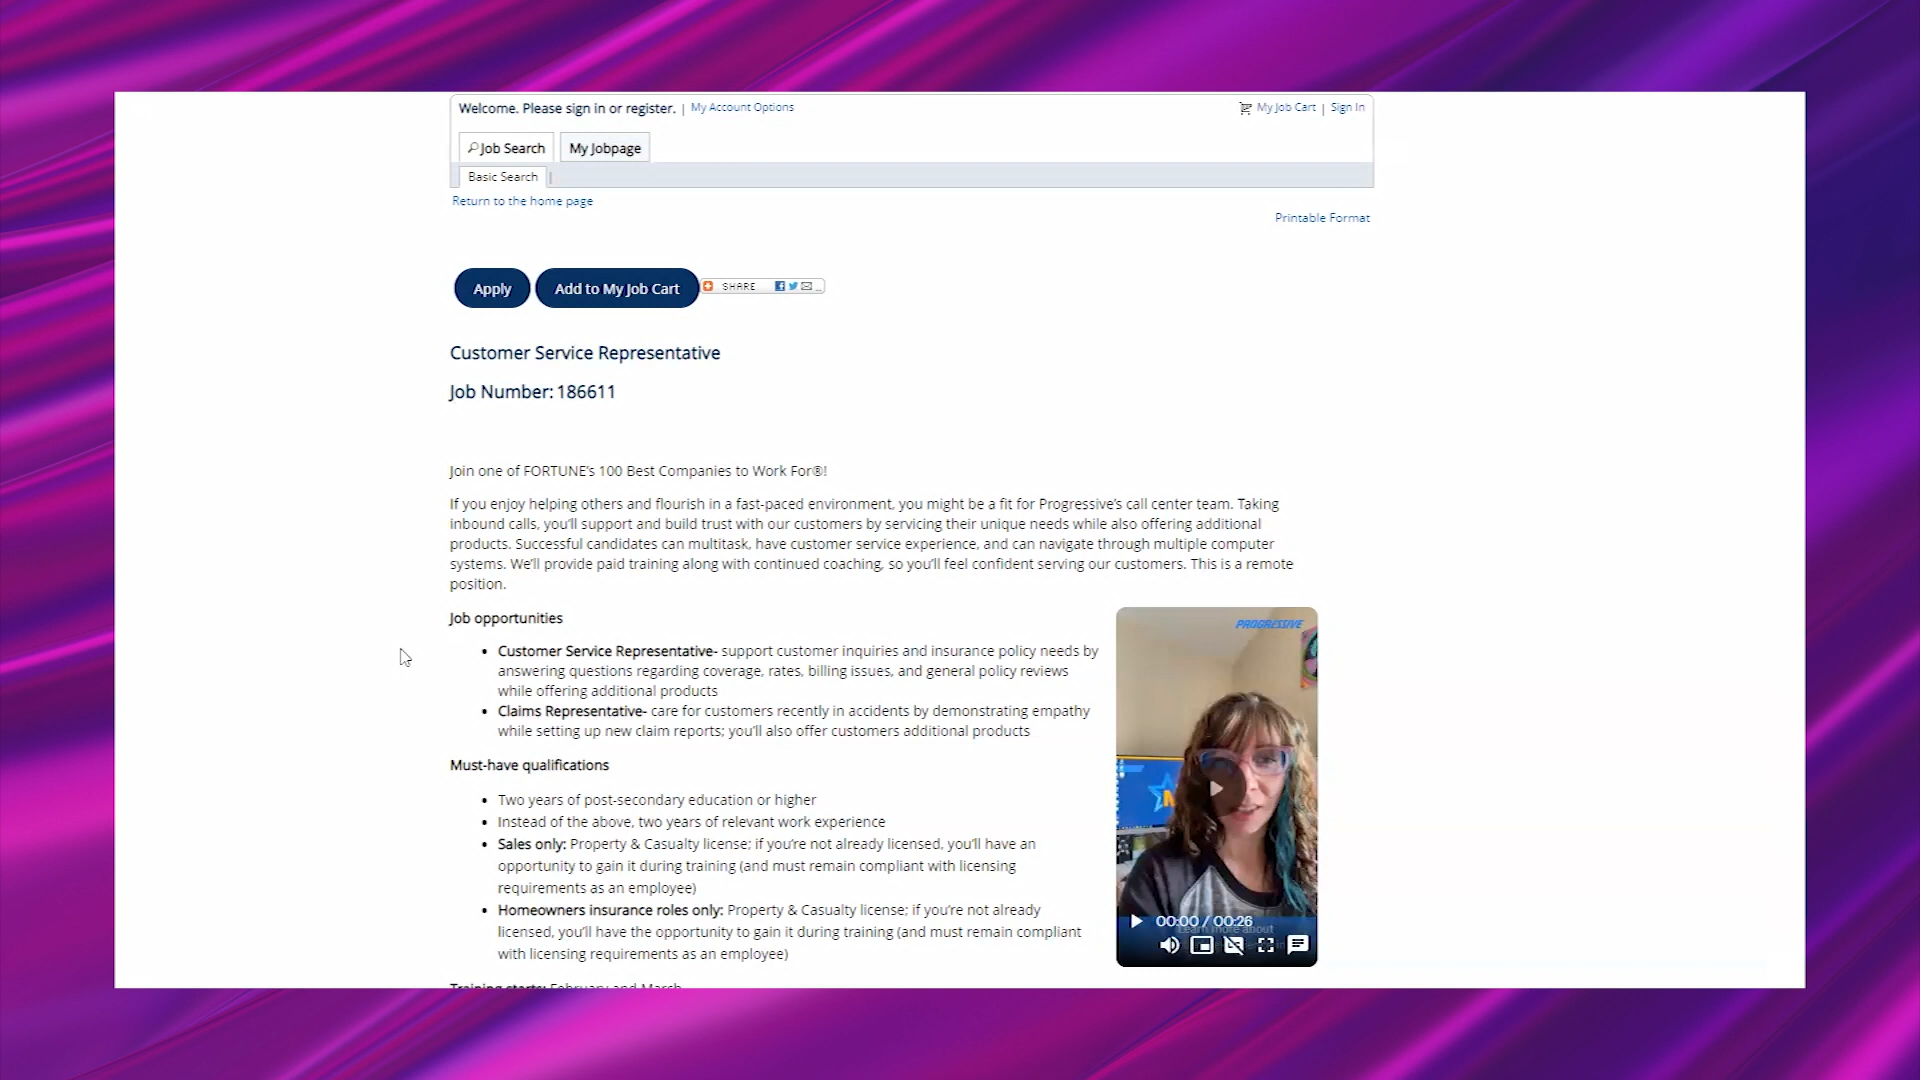 Welcome. Please sign in or register. | My Account Options
My Job Cart | Sign In
Job Search
My Jobpage
Basic Search |
Return to the home page
Printable Format
Apply
Add to My Job Cart
SHARE
Customer Service Representative
Job Number: 186611
Join one of FORTUNE's 100 Best Companies to Work For®!
If you enjoy helping others and flourish in a fast-paced environment, you might be a fit for Progressive's call center team. Taking
inbound calls, you'll support and build trust with our customers by servicing their unique needs while also offering additional
products. Successful candidates can multitask, have customer service experience, and can navigate through multiple computer
systems. We'll provide paid training along with continued coaching, so you'll feel confident serving our customers. This is a remote
position.
Job opportunities
• Customer Service Representative- support customer inquiries and insurance policy needs by
answering questions regarding coverage, rates, billing issues, and general policy reviews
while offering additional products
• Claims Representative- care for customers recently in accidents by demonstrating empathy
while setting up new claim reports; you'll also offer customers additional products
Must-have qualifications
• Two years of post-secondary education or higher
• Instead of the above, two years of relevant work experience
• Sales only: Property & Casualty license; if you're not already licensed, you'll have an
opportunity to gain it during training (and must remain compliant with licensing
requirements as an employee)
• Homeowners insurance roles only: Property & Casualty license; if you're not already
licensed, you'll have the opportunity to gain it during training (and must remain compliant
with licensing requirements as an employee)
Training starts: February and March
PROGRESSIVE
00:00 / 00:26
Learn more about